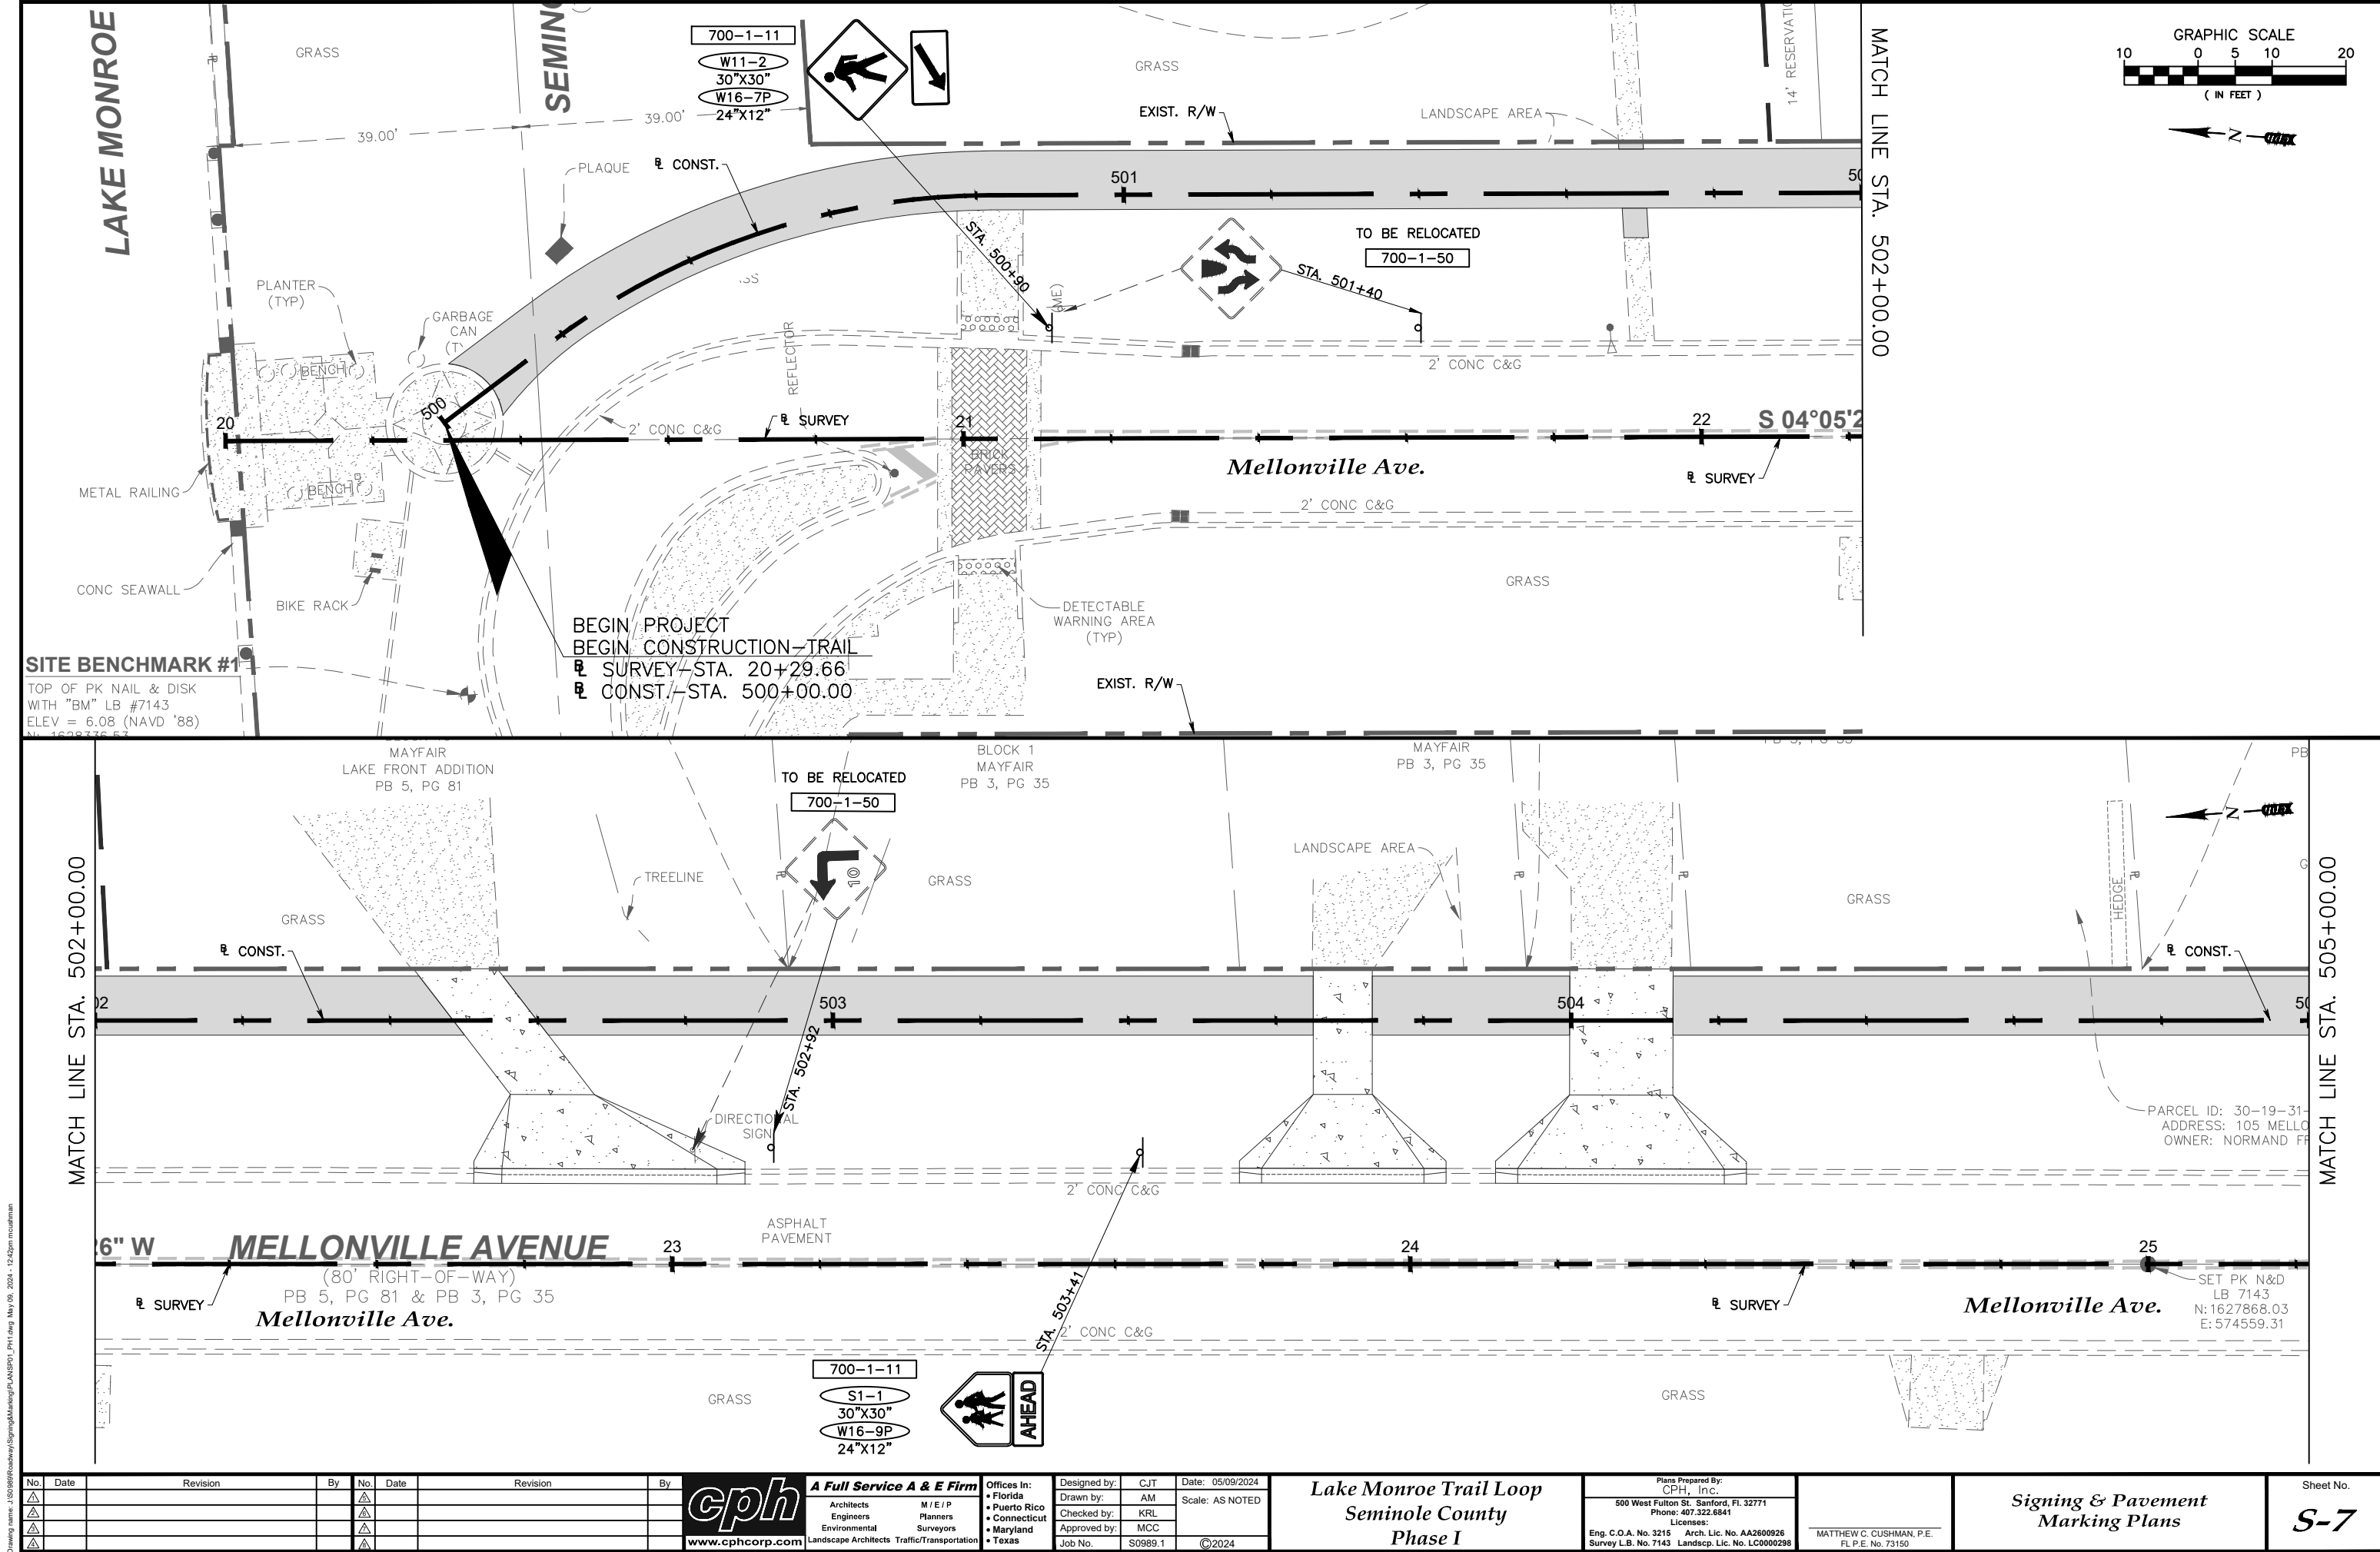 LAKE MONROE
GRASS
39.00'
39.00'
700-1-11
W11-2
30"X30"
W16-7P
24"X12"
GRASS
EXIST. R/W
LANDSCAPE AREA
MATCH LINE STA. 502+00.00
GRAPHIC SCALE
10 0 5 10 20
( IN FEET )
N
PLAQUE
BL CONST.
501
STA. 500+90
TO BE RELOCATED
700-1-50
STA. 501+40
PLANTER
(TYP)
GARBAGE
CAN
REFLECTOR
BENCH
2' CONC C&G
500
20
2' CONC C&G
BL SURVEY
21
22
S 04°05'2
BRICK
PAVERS
Mellonville Ave.
BL SURVEY
METAL RAILING
BENCH
2' CONC C&G
CONC SEAWALL
BIKE RACK
GRASS
DETECTABLE
WARNING AREA
(TYP)
BEGIN PROJECT
BEGIN CONSTRUCTION-TRAIL
BL SURVEY-STA. 20+29.66
BL CONST.-STA. 500+00.00
EXIST. R/W
SITE BENCHMARK #1
TOP OF PK NAIL & DISK
WITH "BM" LB #7143
ELEV = 6.08 (NAVD '88)
MAYFAIR
LAKE FRONT ADDITION
PB 5, PG 81
TO BE RELOCATED
700-1-50
BLOCK 1
MAYFAIR
PB 3, PG 35
MAYFAIR
PB 3, PG 35
PB
N
10
TREELINE
GRASS
LANDSCAPE AREA
GRASS
HEDGE
GRASS
BL CONST.
BL CONST.
MATCH LINE STA. 502+00.00
MATCH LINE STA. 505+00.00
503
504
STA. 502+92
DIRECTIONAL
SIGN
PARCEL ID: 30-19-31-
ADDRESS: 105 MELLO
OWNER: NORMAND FR
2' CONC C&G
ASPHALT
PAVEMENT
26" W
MELLONVILLE AVENUE
(80' RIGHT-OF-WAY)
PB 5, PG 81 & PB 3, PG 35
BL SURVEY
Mellonville Ave.
23
24
25
STA. 503+41
BL SURVEY
Mellonville Ave.
SET PK N&D
LB 7143
N:1627868.03
E:574559.31
2' CONC C&G
700-1-11
S1-1
30"X30"
W16-9P
24"X12"
AHEAD
GRASS
GRASS
No. Date Revision By No. Date Revision By
cph
www.cphcorp.com
A Full Service A & E Firm
Architects M / E / P
Engineers Planners
Environmental Surveyors
Landscape Architects Traffic/Transportation
Offices In:
• Florida
• Puerto Rico
• Connecticut
• Maryland
• Texas
Designed by: CJT
Drawn by: AM
Checked by: KRL
Approved by: MCC
Job No. S0989.1
Date: 05/09/2024
Scale: AS NOTED
©2024
Lake Monroe Trail Loop
Seminole County
Phase I
Plans Prepared By:
CPH, Inc.
500 West Fulton St. Sanford, Fl. 32771
Phone: 407.322.6841
Licenses:
Eng. C.O.A. No. 3215 Arch. Lic. No. AA2600926
Survey L.B. No. 7143 Landscp. Lic. No. LC0000298
MATTHEW C. CUSHMAN, P.E.
FL P.E. No. 73150
Signing & Pavement
Marking Plans
Sheet No.
S-7